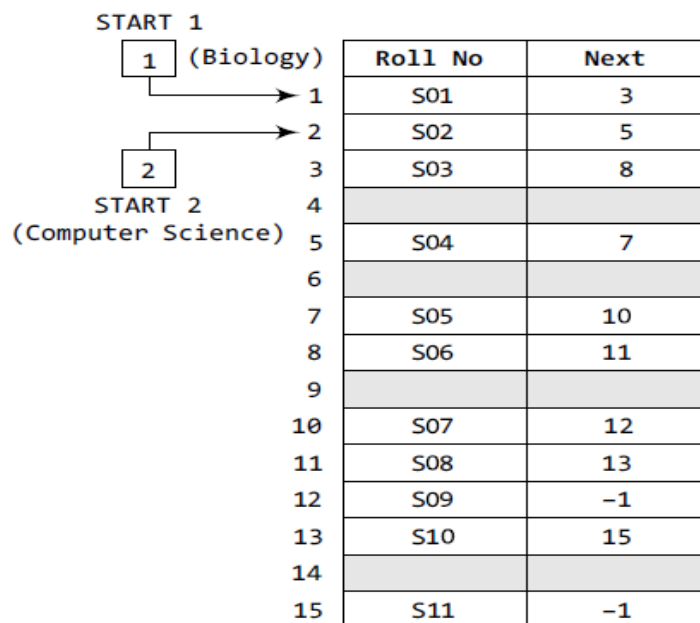 START 1
1 (Biology) Roll No Next
1 S01 3
2 S02 5
2 3 S03 8
START 2 4
(Computer Science) 5 S04 7
6
7 S05 10
8 S06 11
9
10 S07 12
11 S08 13
12 S09 −1
13 S10 15
14
15 S11 −1